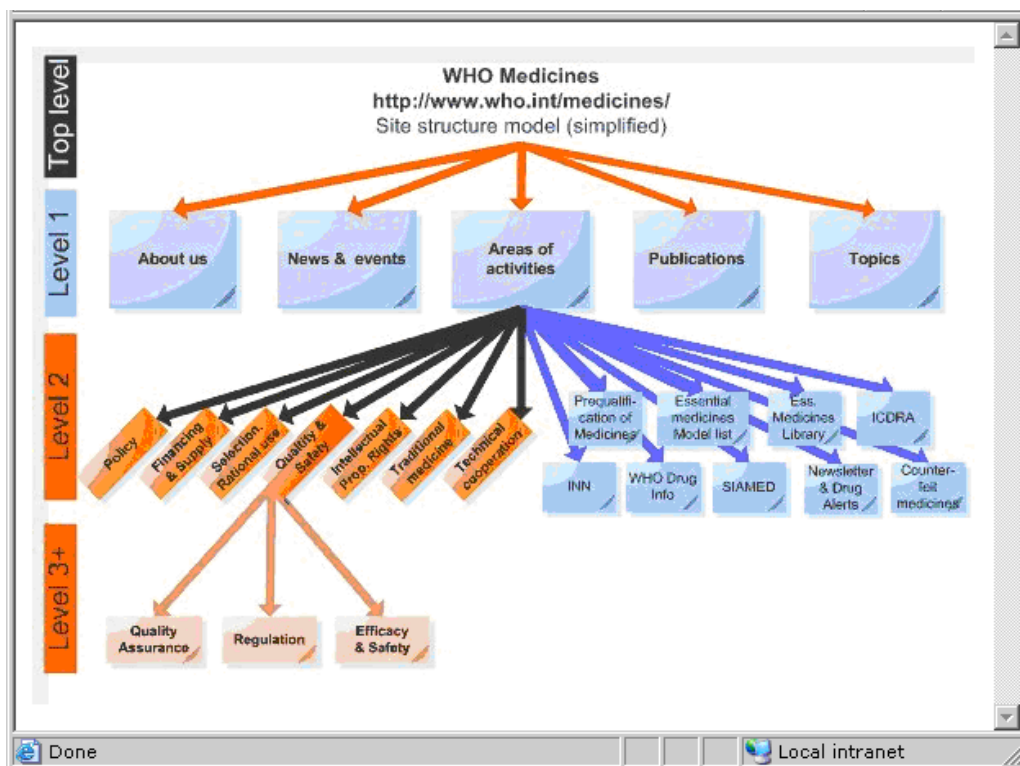 Top level
WHO Medicines
http://www.who.int/medicines/
Site structure model (simplified)
Level 1
About us
News & events
Areas of
activities
Publications
Topics
Level 2
Policy
Financing
& Supply
Selection.
Rational use
Quality &
Safety
Intellectual
Prop. Rights
Traditional
medicine
Technical
cooperation
Prequalifi-
cation of
Medicines
Essential
medicines
Model list
Ess.
Medicines
Library
ICDRA
INN
WHO Drug
Info
SIAMED
Newsletter
& Drug
Alerts
Counter-
feit
medicines
Level 3+
Quality
Assurance
Regulation
Efficacy
& Safety
Done
Local intranet